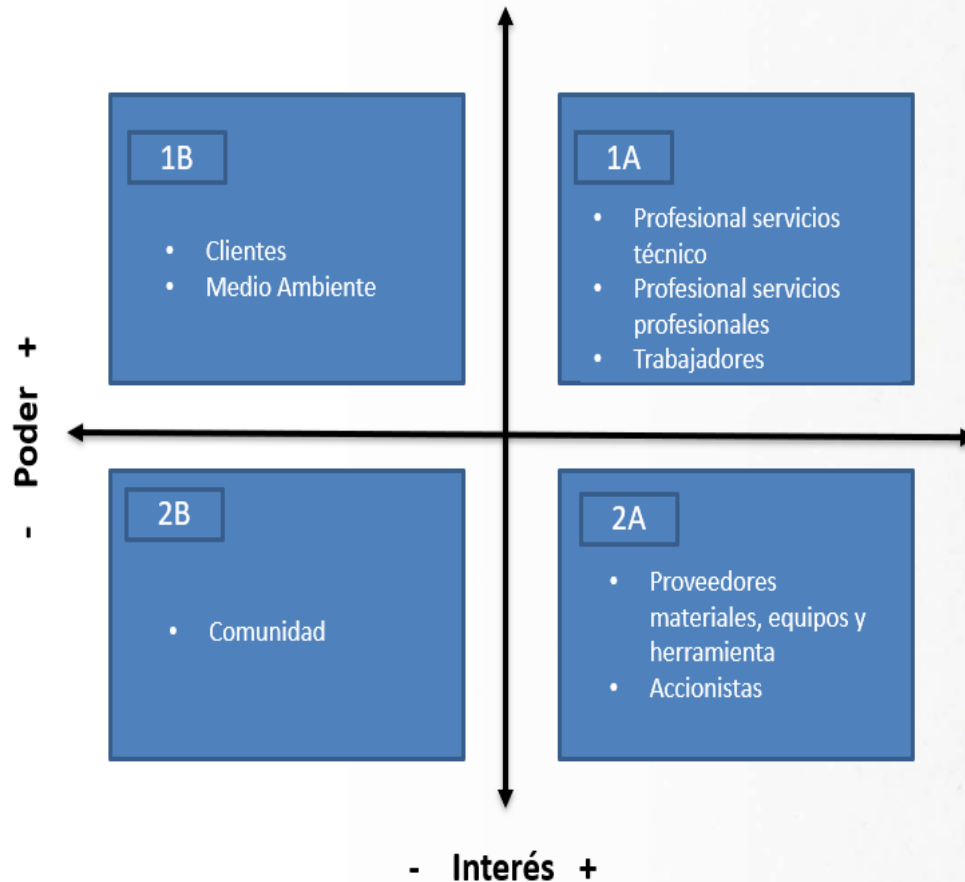 1B
• Clientes
• Medio Ambiente
1A
• Profesional servicios
técnico
• Profesional servicios
profesionales
• Trabajadores
- Poder +
2B
• Comunidad
2A
• Proveedores
materiales, equipos y
herramienta
• Accionistas
- Interés +